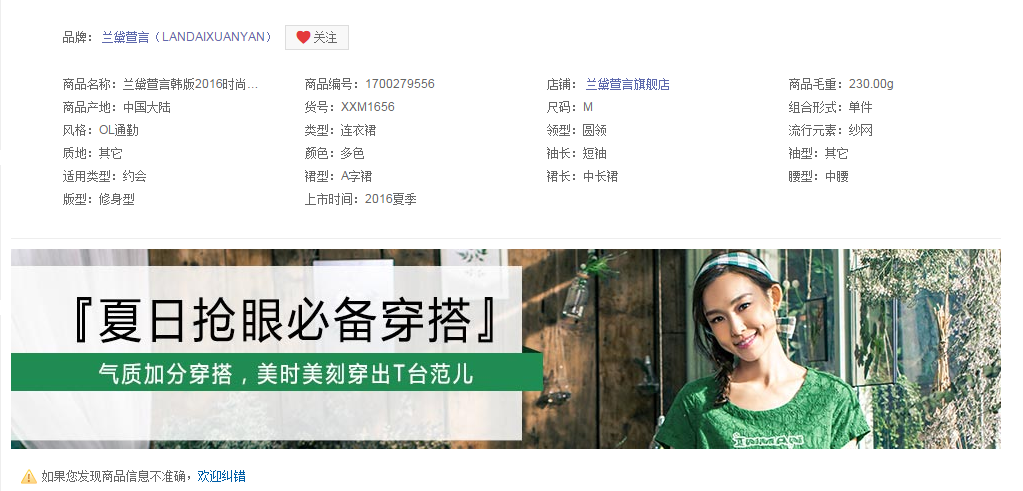 品牌： 兰黛萱言（LANDAIXUANYAN） 关注
商品名称：兰黛萱言韩版2016时尚... 商品编号：1700279556 店铺： 兰黛萱言旗舰店 商品毛重：230.00g
商品产地：中国大陆 货号：XXM1656 尺码：M 组合形式：单件
风格：OL通勤 类型：连衣裙 领型：圆领 流行元素：纱网
质地：其它 颜色：多色 袖长：短袖 袖型：其它
适用类型：约会 裙型：A字裙 裙长：中长裙 腰型：中腰
版型：修身型 上市时间：2016夏季
『夏日抢眼必备穿搭』
气质加分穿搭，美时美刻穿出T台范儿
如果您发现商品信息不准确，欢迎纠错